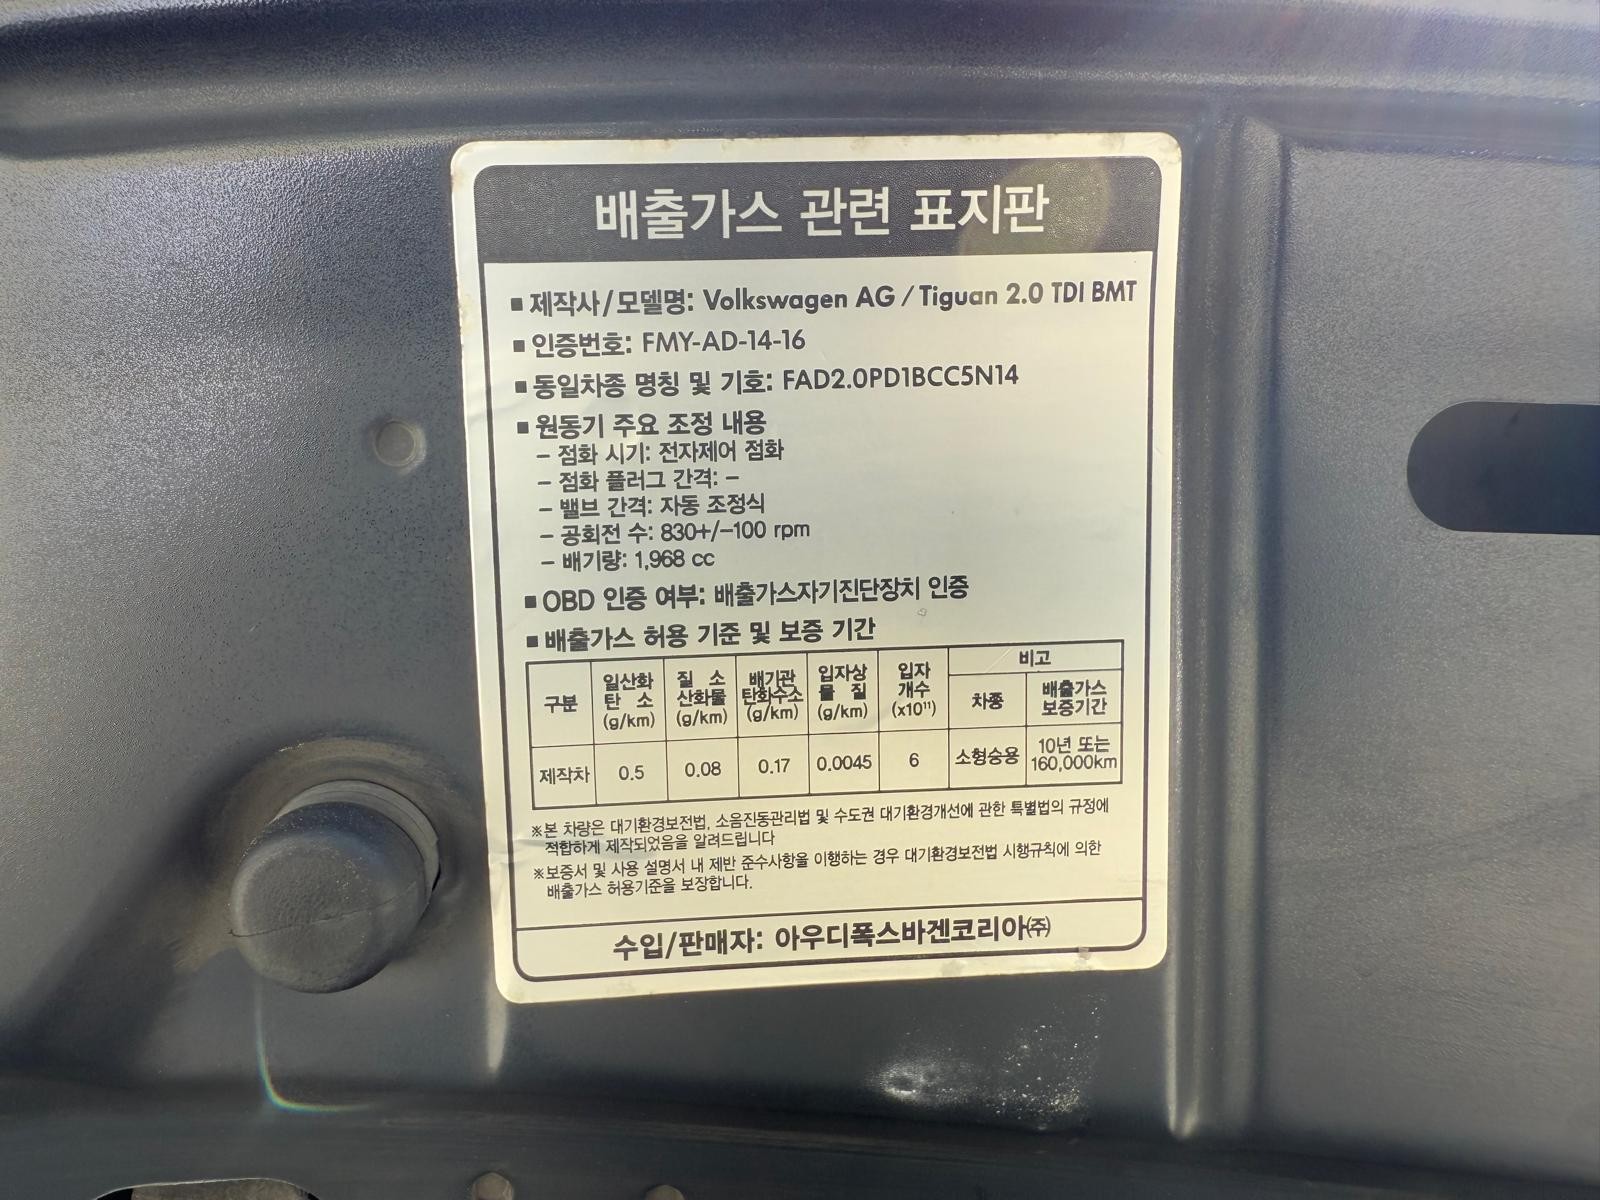 배출가스 관련 표지판
■ 제작사/모델명: Volkswagen AG / Tiguan 2.0 TDI BMT
■ 인증번호: FMY-AD-14-16
■ 동일차종 명칭 및 기호: FAD2.0PD1BCC5N14
■ 원동기 주요 조정 내용
– 점화 시기: 전자제어 점화
– 점화 플러그 간격: –
– 밸브 간격: 자동 조정식
– 공회전 수: 830+/–100 rpm
– 배기량: 1,968 cc
■ OBD 인증 여부: 배출가스자기진단장치 인증
■ 배출가스 허용 기준 및 보증 기간
구분 일산화탄소 (g/km) 질소산화물 (g/km) 배기관탄화수소 (g/km) 입자상물질 (g/km) 입자개수 (x10¹¹) 비고
차종 배출가스 보증기간
제작차 0.5 0.08 0.17 0.0045 6 소형승용 10년 또는 160,000km
※본 차량은 대기환경보전법, 소음진동관리법 및 수도권 대기환경개선에 관한 특별법의 규정에
적합하게 제작되었음을 알려드립니다
※보증서 및 사용 설명서 내 제반 준수사항을 이행하는 경우 대기환경보전법 시행규칙에 의한
배출가스 허용기준을 보장합니다.
수입/판매자: 아우디폭스바겐코리아㈜